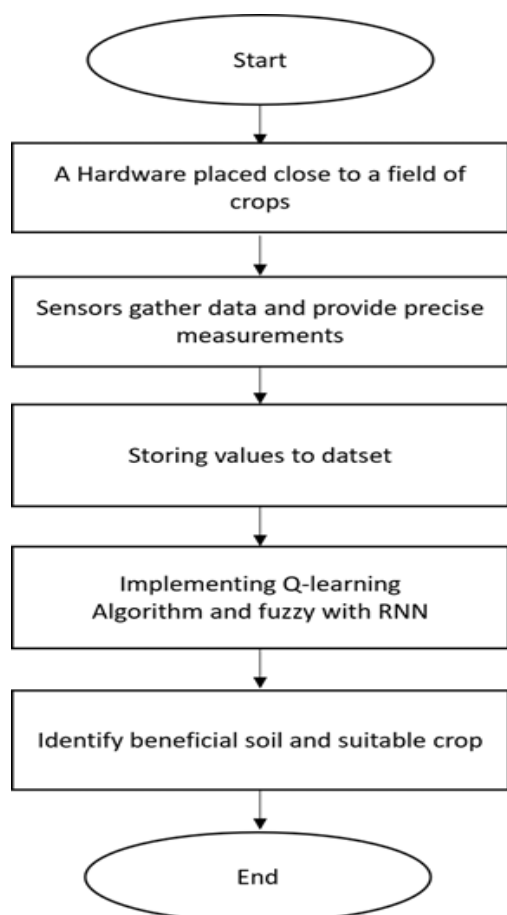 Start
A Hardware placed close to a field of
crops
Sensors gather data and provide precise
measurements
Storing values to datset
Implementing Q-learning
Algorithm and fuzzy with RNN
Identify beneficial soil and suitable crop
End